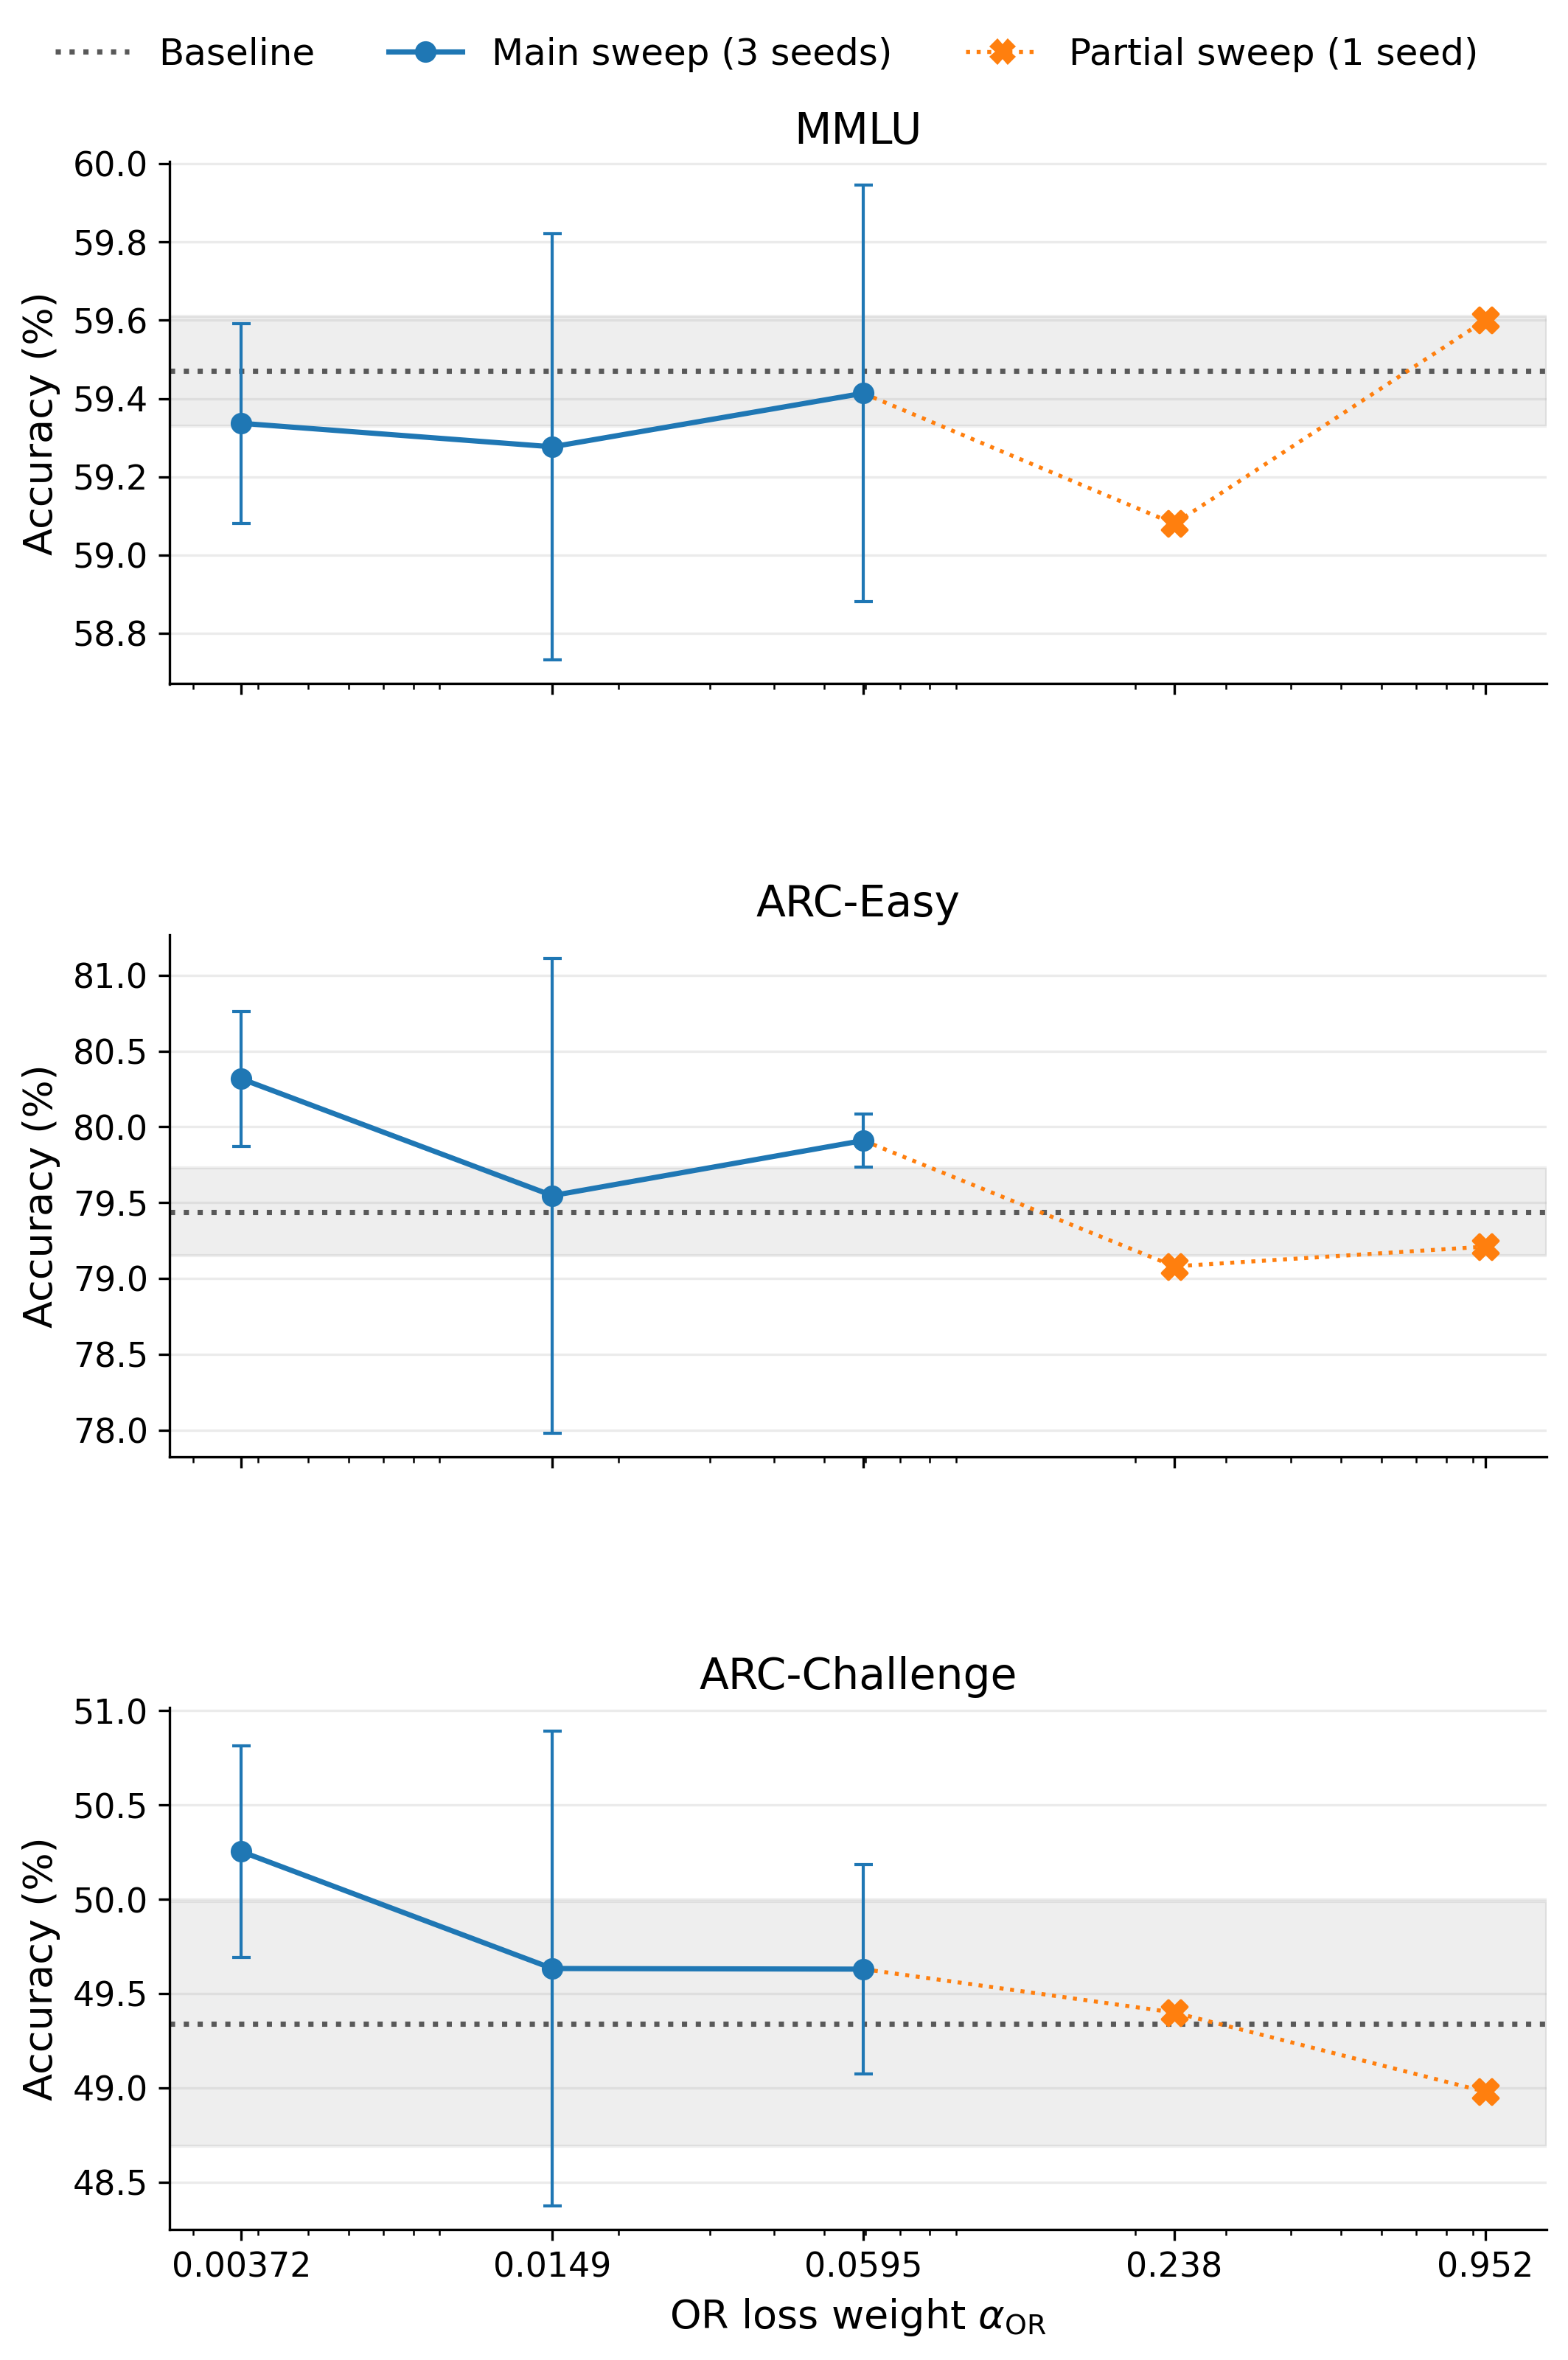 Baseline Main sweep (3 seeds) Partial sweep (1 seed)
MMLU
60.0
59.8
59.6
59.4
59.2
59.0
58.8
Accuracy (%)
ARC-Easy
81.0
80.5
80.0
79.5
79.0
78.5
78.0
Accuracy (%)
ARC-Challenge
51.0
50.5
50.0
49.5
49.0
48.5
Accuracy (%)
0.00372 0.0149 0.0595 0.238 0.952
OR loss weight α_OR